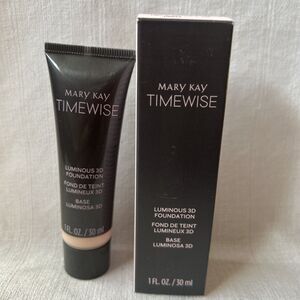 MARY KAY
TIMEWISE
LUMINOUS 3D
FOUNDATION
FOND DE TEINT
LUMINEUX 3D
BASE
LUMINOSA 3D
1 FL. OZ. / 30 ml
MARY KAY
TIMEWISE
LUMINOUS 3D
FOUNDATION
FOND DE TEINT
LUMINEUX 3D
BASE
LUMINOSA 3D
1 FL. OZ. / 30 ml